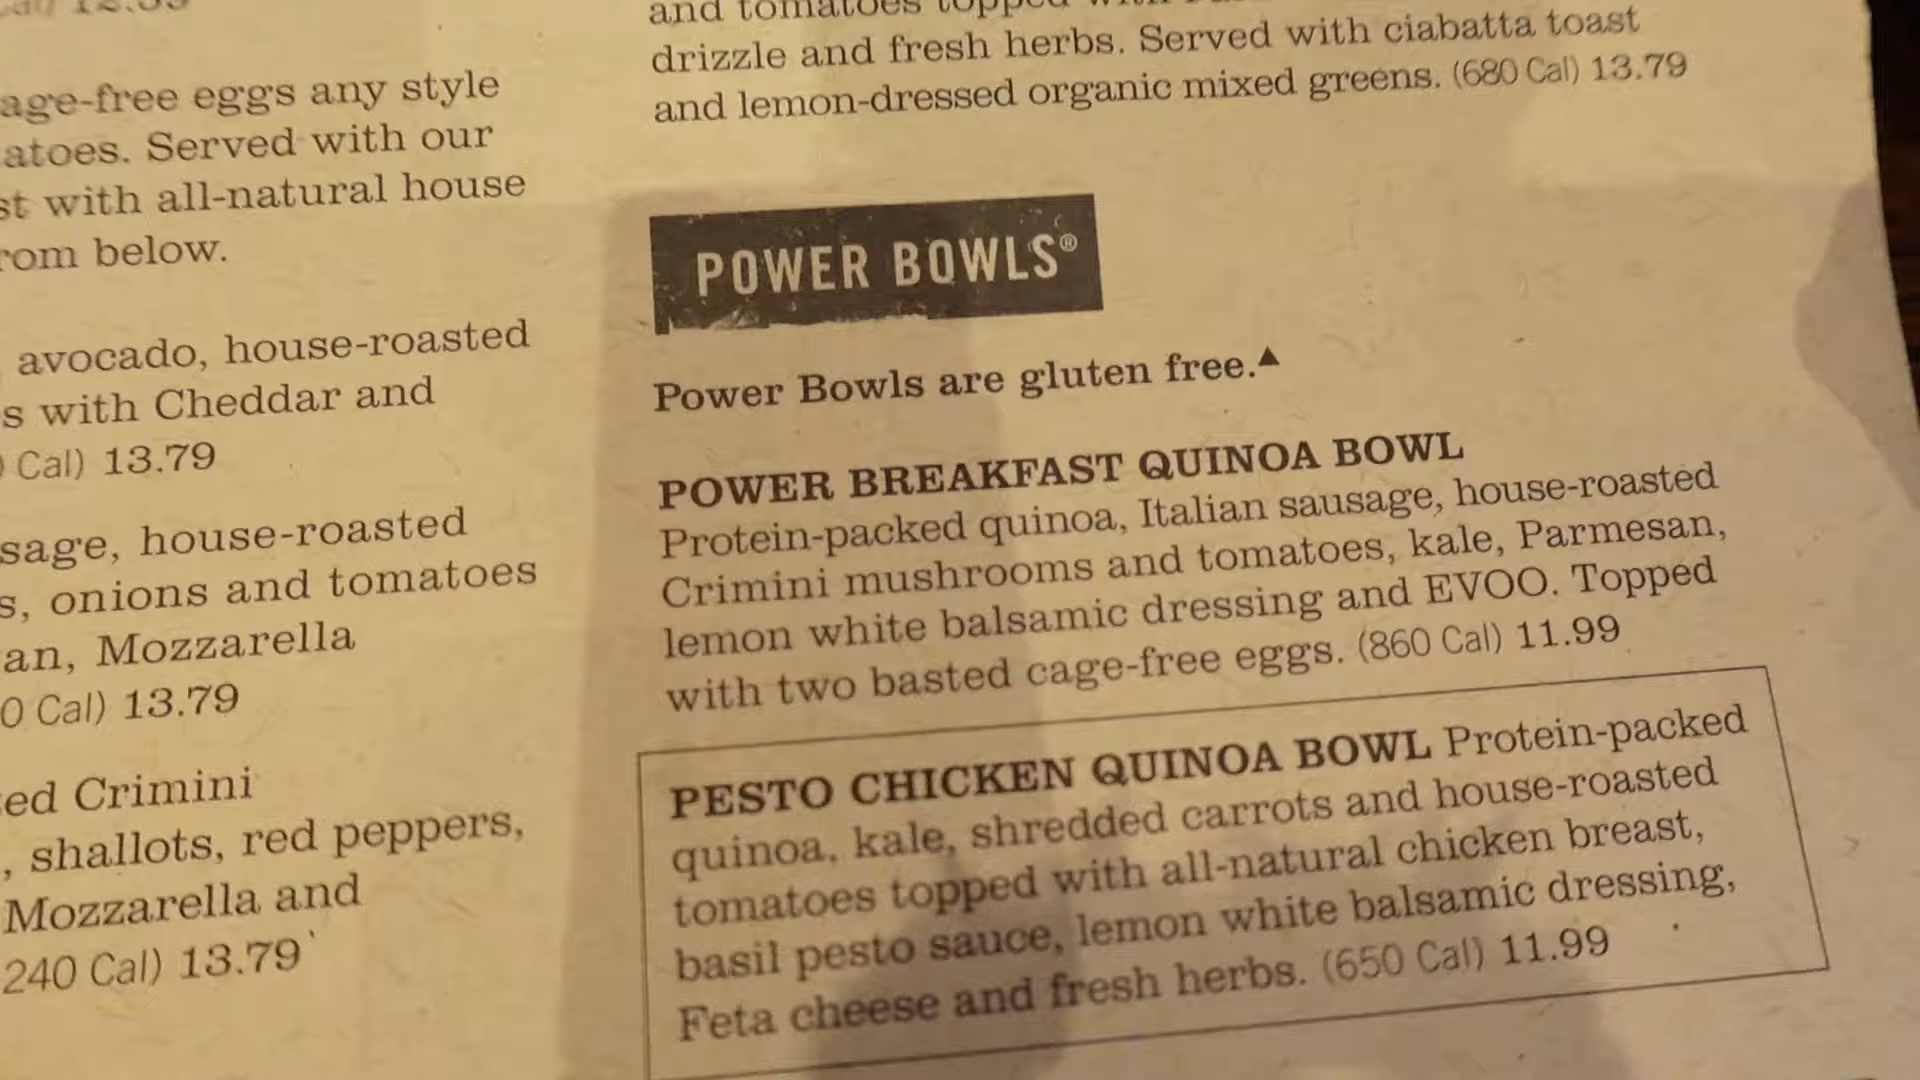 age-free eggs any style
atoes. Served with our
st with all-natural house
rom below.
avocado, house-roasted
s with Cheddar and
Cal) 13.79
sage, house-roasted
s, onions and tomatoes
an, Mozzarella
0 Cal) 13.79
ed Crimini
, shallots, red peppers,
Mozzarella and
240 Cal) 13.79
and tomatoes topped with
drizzle and fresh herbs. Served with ciabatta toast
and lemon-dressed organic mixed greens. (680 Cal) 13.79
POWER BOWLS®
Power Bowls are gluten free.▲
POWER BREAKFAST QUINOA BOWL
Protein-packed quinoa, Italian sausage, house-roasted
Crimini mushrooms and tomatoes, kale, Parmesan,
lemon white balsamic dressing and EVOO. Topped
with two basted cage-free eggs. (860 Cal) 11.99
PESTO CHICKEN QUINOA BOWL Protein-packed
quinoa, kale, shredded carrots and house-roasted
tomatoes topped with all-natural chicken breast,
basil pesto sauce, lemon white balsamic dressing,
Feta cheese and fresh herbs. (650 Cal) 11.99